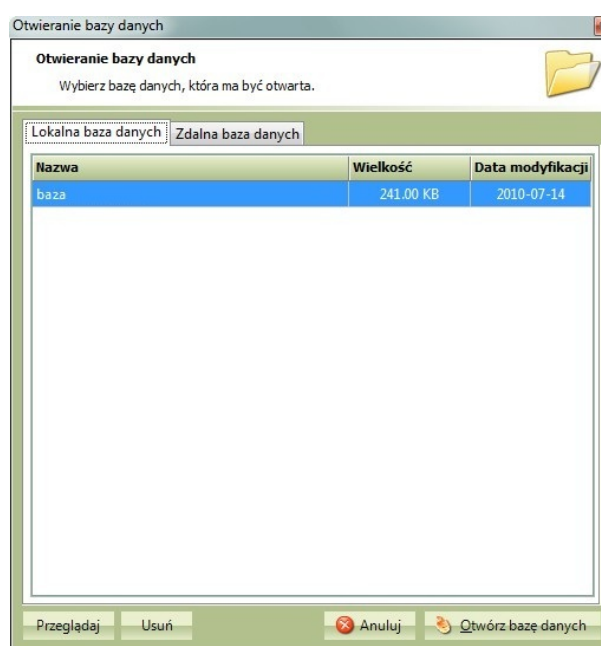 Otwieranie bazy danych
Otwieranie bazy danych
Wybierz bazę danych, która ma być otwarta.
Lokalna baza danych Zdalna baza danych
Nazwa Wielkość Data modyfikacji
baza 241.00 KB 2010-07-14
Przeglądaj Usuń Anuluj Otwórz bazę danych